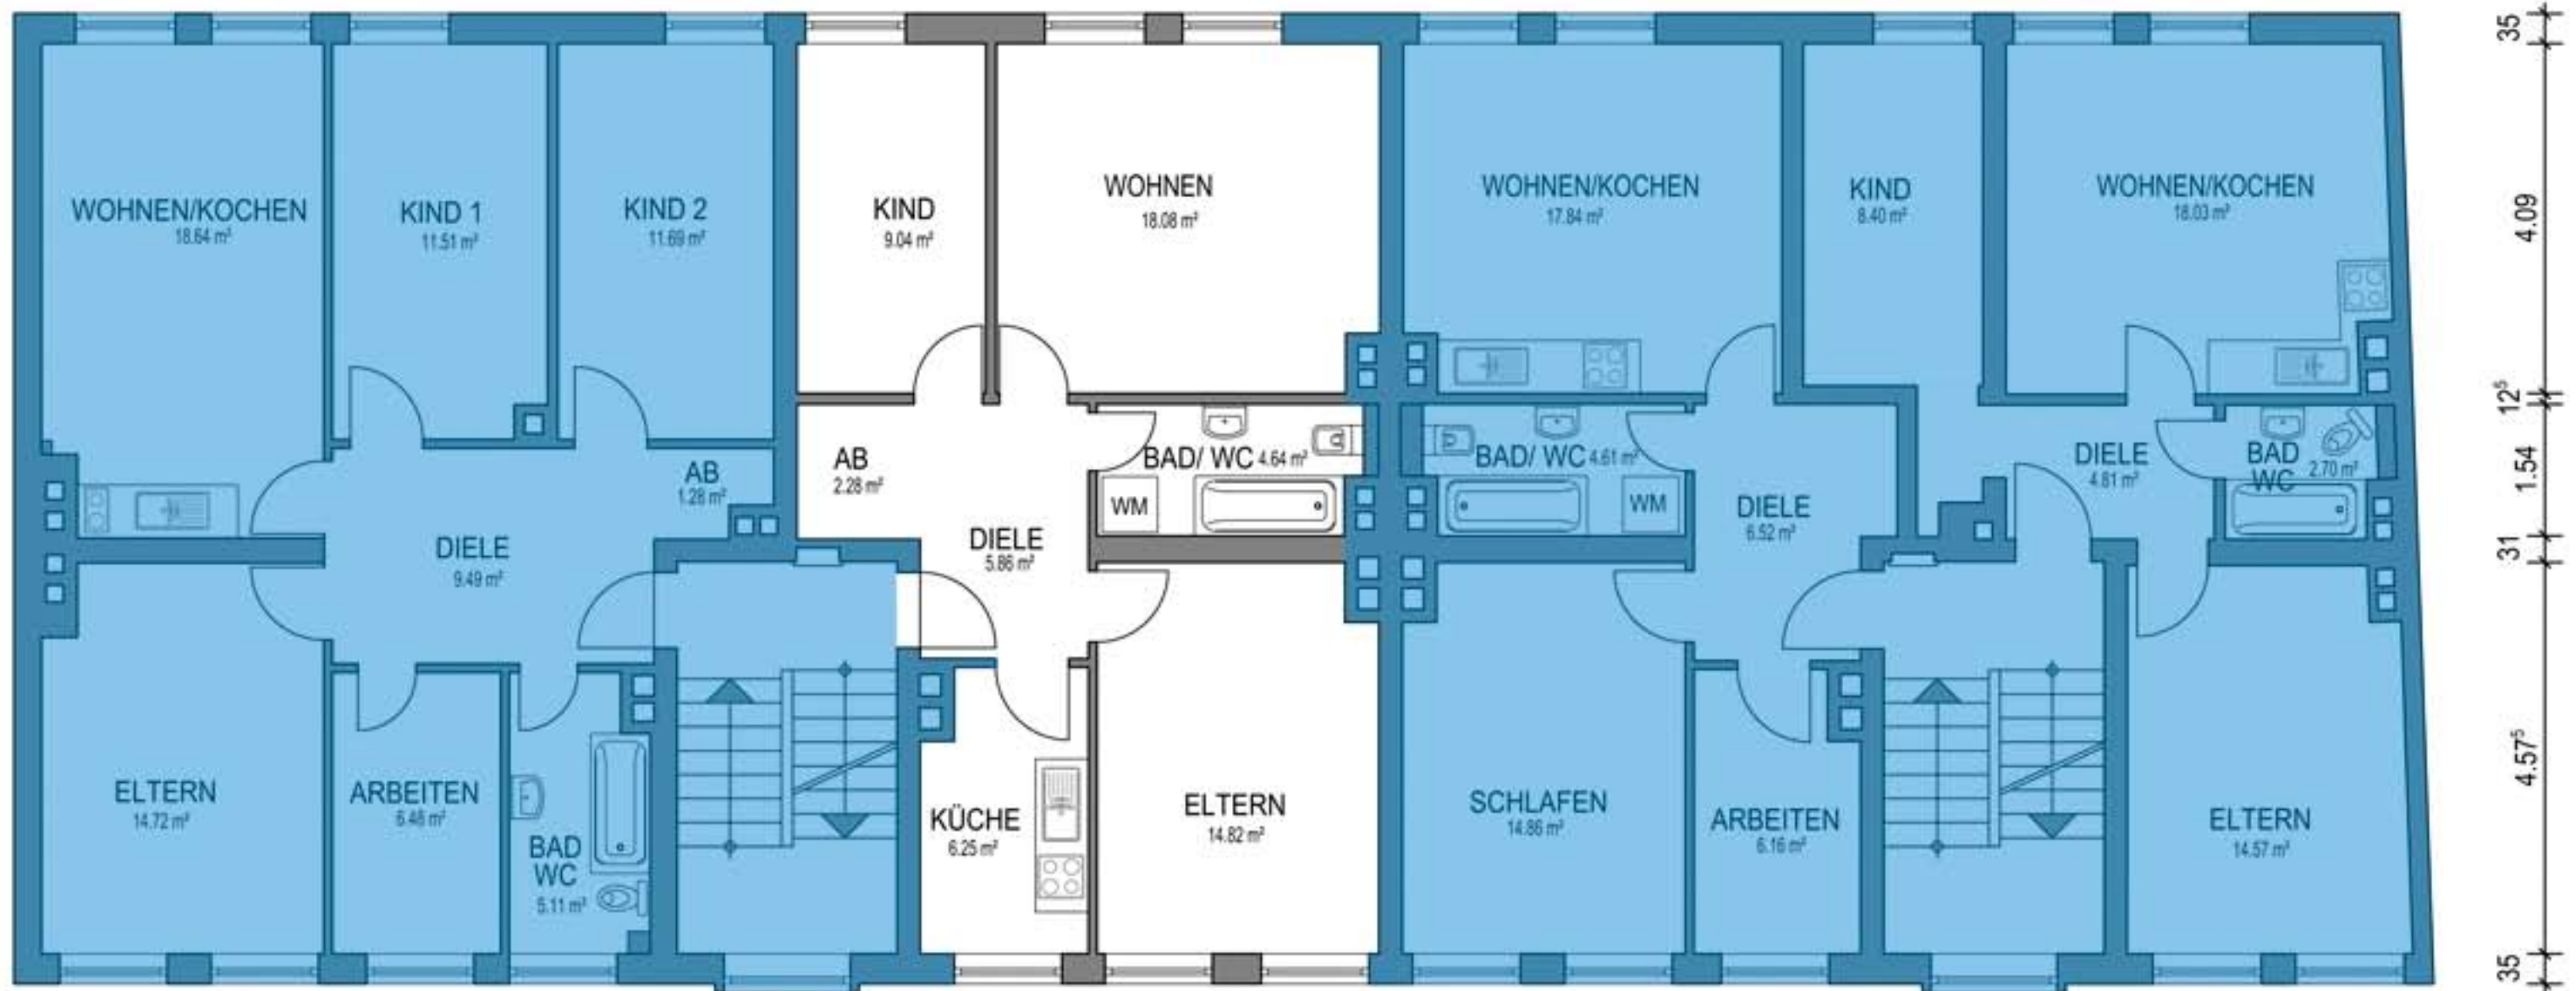 WOHNEN/KOCHEN
18.64 m²
KIND 1
11.51 m²
KIND 2
11.69 m²
KIND
9.04 m²
WOHNEN
18.08 m²
WOHNEN/KOCHEN
17.84 m²
KIND
8.40 m²
WOHNEN/KOCHEN
18.03 m²
AB
1.28 m²
DIELE
9.49 m²
AB
2.28 m²
BAD/ WC 4.64 m²
WM
DIELE
5.86 m²
BAD/ WC 4.61 m²
WM
DIELE
6.52 m²
DIELE
4.81 m²
BAD
WC 2.70 m²
ELTERN
14.72 m²
ARBEITEN
6.46 m²
BAD
WC
5.11 m²
KÜCHE
6.25 m²
ELTERN
14.82 m²
SCHLAFEN
14.86 m²
ARBEITEN
6.16 m²
ELTERN
14.57 m²
35
4.09
12⁵
1.54
31
4.57⁵
35